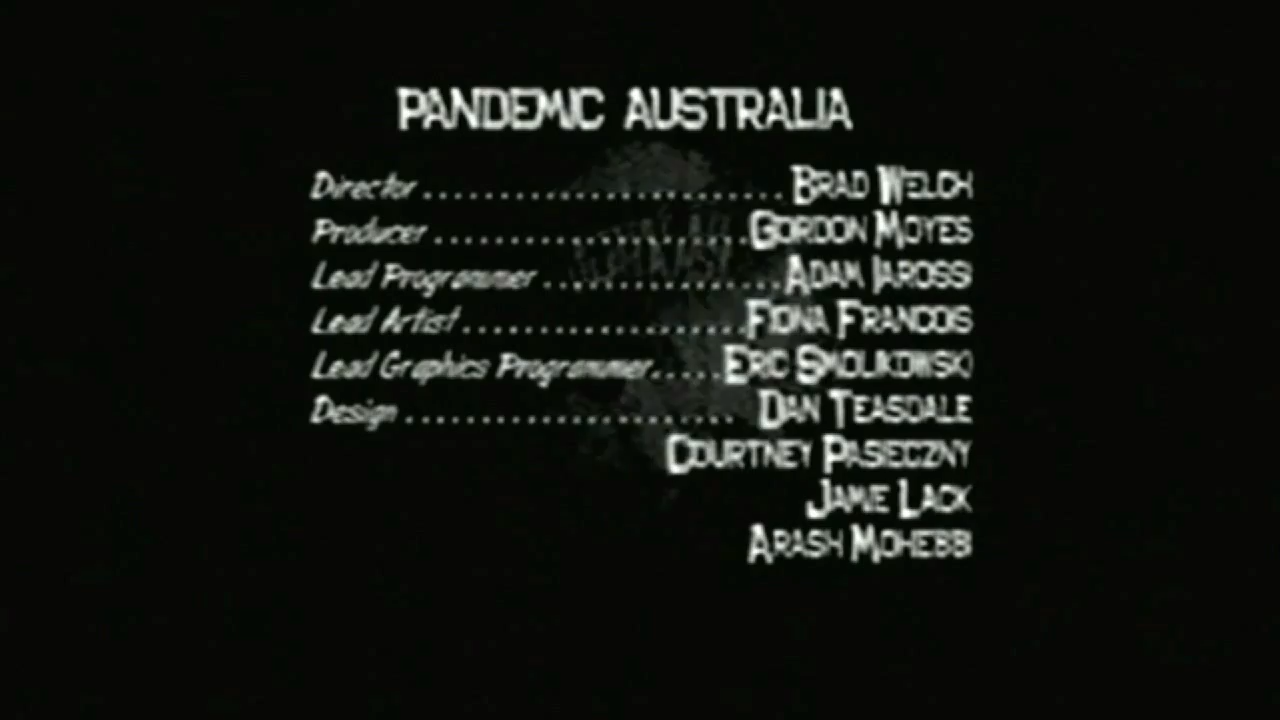 PANDEMIC AUSTRALIA
Director ........................ BRAD WELCH
Producer .....................GORDON MOYES
Lead Programmer ................ADAM IAROSSI
Lead Artist ...................FIONA FRANCOIS
Lead Graphics Programmer.....ERIC SMOLIKOWSKI
Design ...................... DAN TEASDALE
COURTNEY PASIECZNY
JAMIE LACK
ARASH MOHEBBI